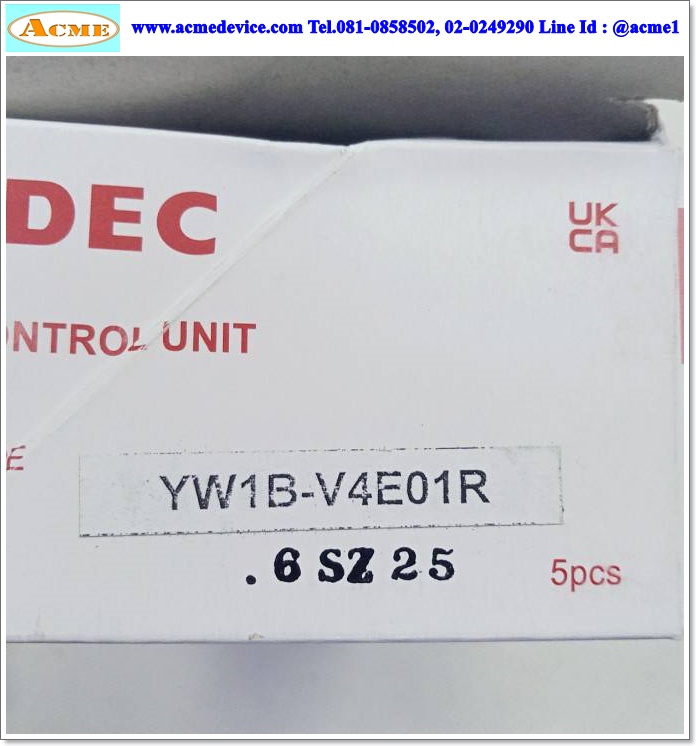 ACME
www.acmedevice.com Tel.081-0858502, 02-0249290 Line Id : @acme1
DEC
UK
CA
ONTROL UNIT
E
YW1B-V4E01R
.6 SZ 25
5pcs